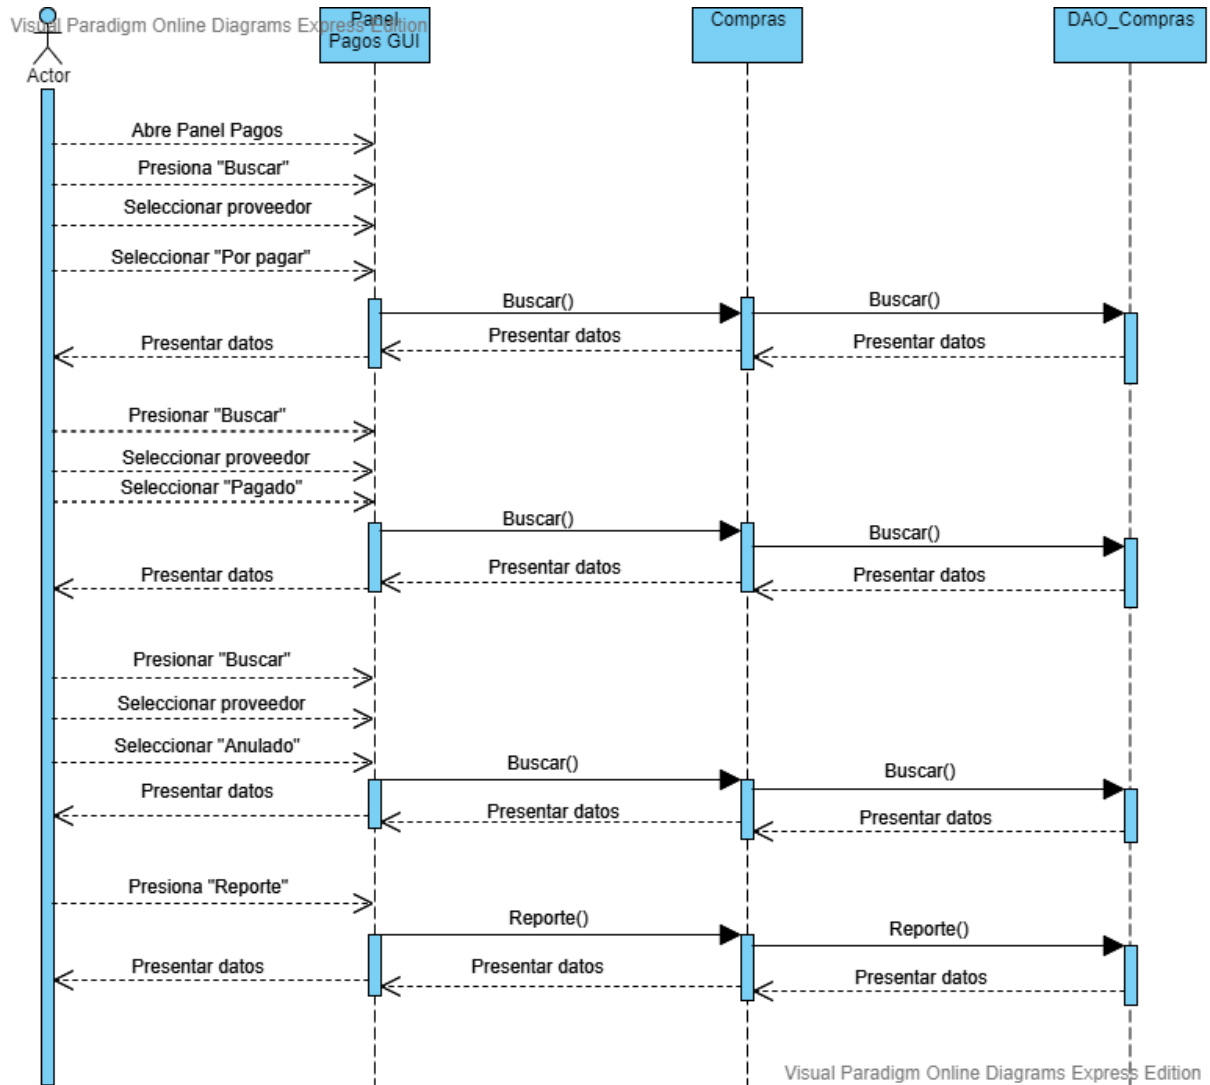 Visual Paradigm Online Diagrams Express Edition
Panel
Pagos GUI
Compras
DAO_Compras
Actor
Abre Panel Pagos
Presiona "Buscar"
Seleccionar proveedor
Seleccionar "Por pagar"
Buscar()
Buscar()
Presentar datos
Presentar datos
Presentar datos
Presionar "Buscar"
Seleccionar proveedor
Seleccionar "Pagado"
Buscar()
Buscar()
Presentar datos
Presentar datos
Presentar datos
Presionar "Buscar"
Seleccionar proveedor
Seleccionar "Anulado"
Buscar()
Buscar()
Presentar datos
Presentar datos
Presentar datos
Presiona "Reporte"
Reporte()
Reporte()
Presentar datos
Presentar datos
Presentar datos
Visual Paradigm Online Diagrams Express Edition